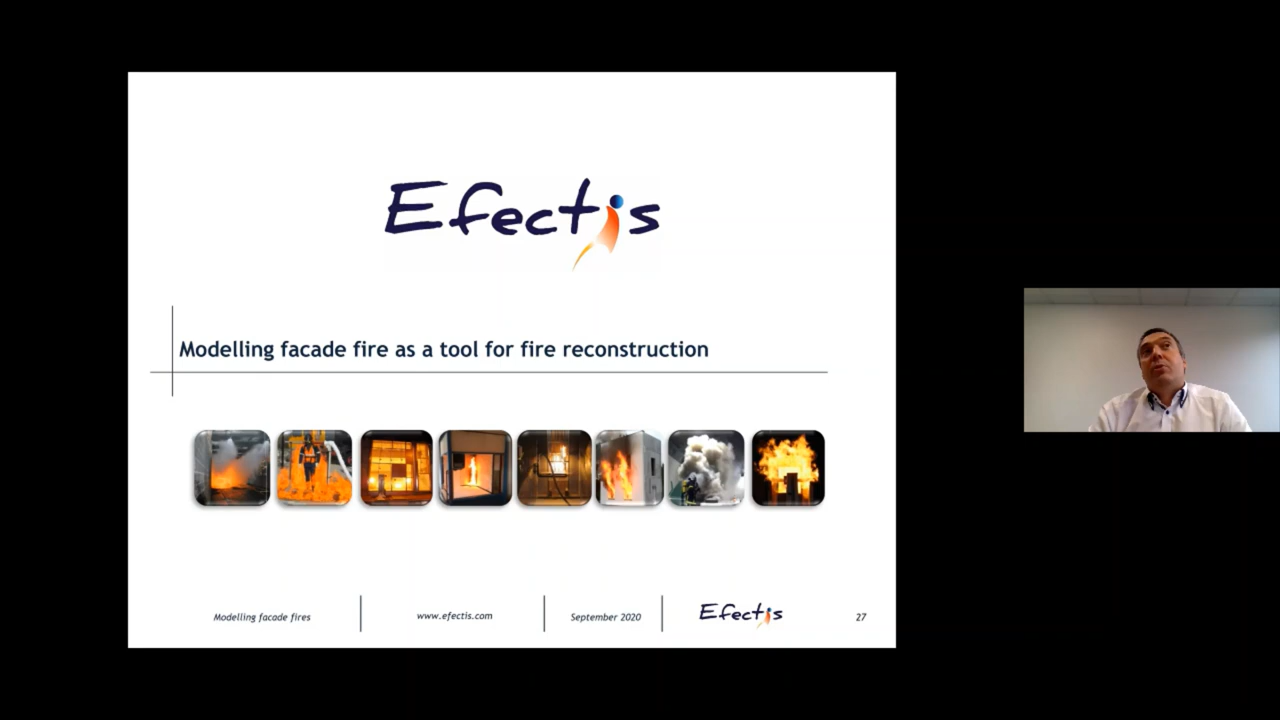 Efectis
Modelling facade fire as a tool for fire reconstruction
Modelling facade fires
www.efectis.com
September 2020
Efectis
27